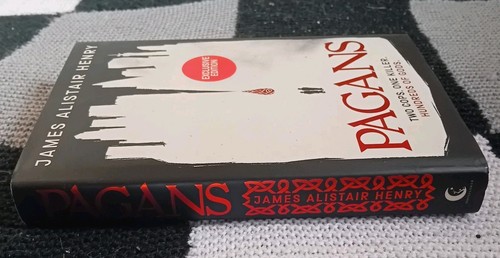 JAMES ALISTAIR HENRY
EXCLUSIVE
EDITION
PAGANS
TWO COPS. ONE KILLER.
HUNDREDS OF GODS.
PAGANS
JAMES ALISTAIR HENRY